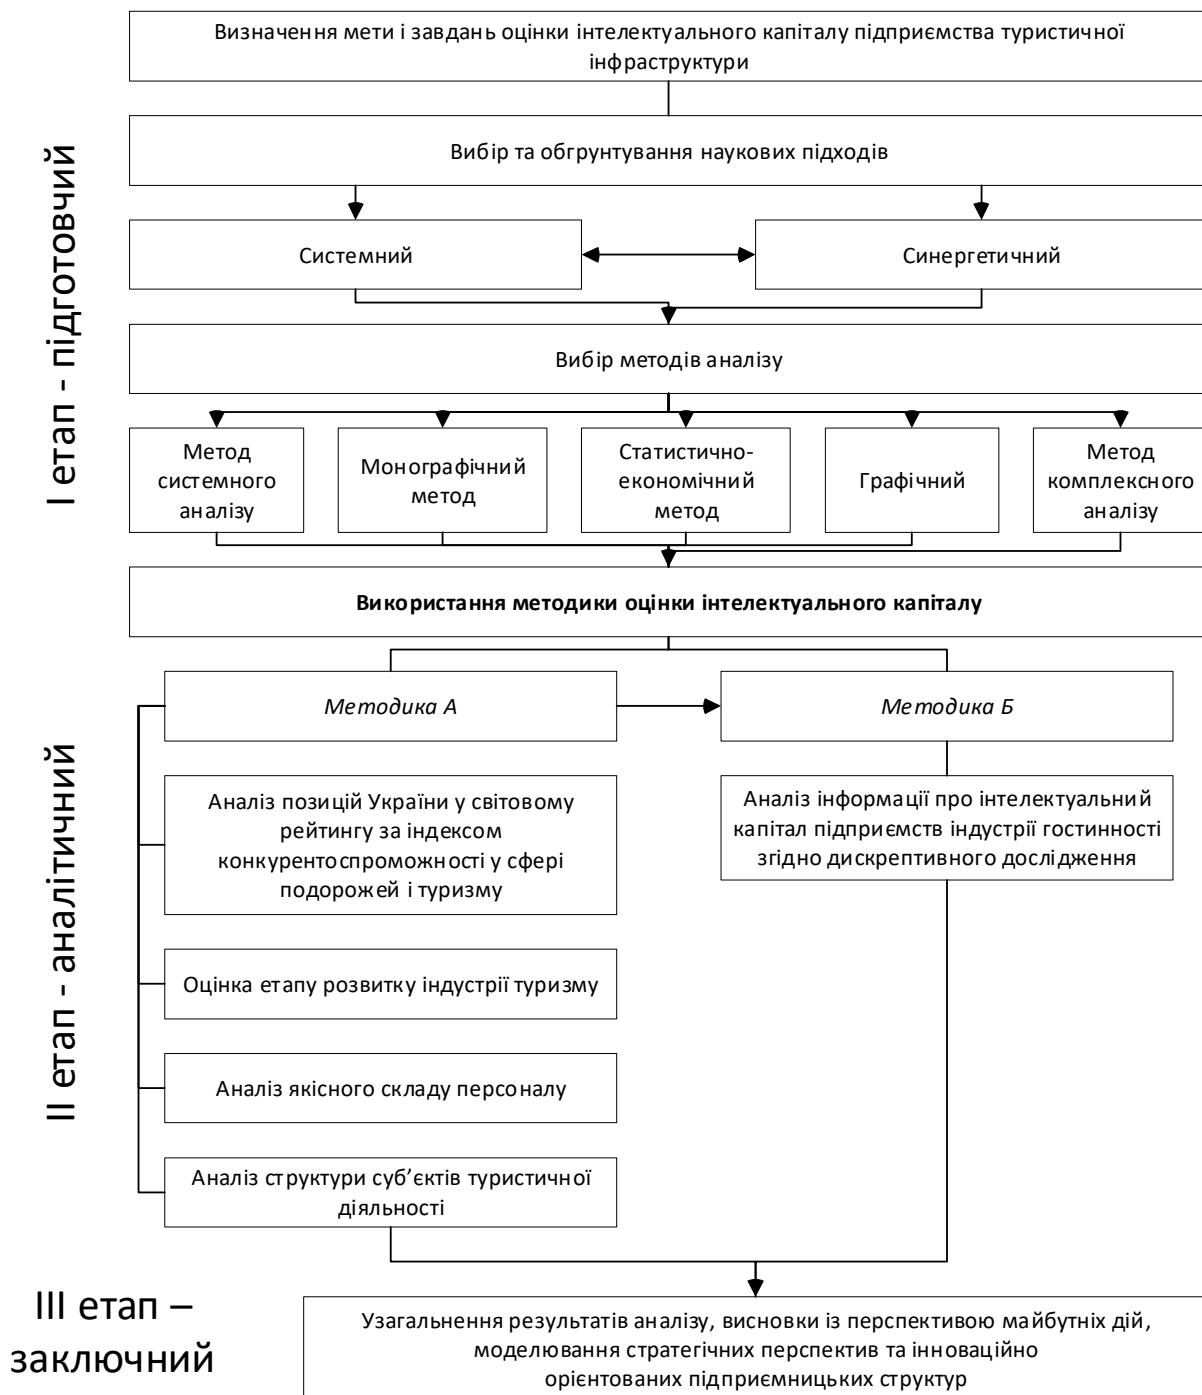 Визначення мети і завдань оцінки інтелектуального капіталу підприємства туристичної
інфраструктури
Вибір та обгрунтування наукових підходів
Системний
Синергетичний
Вибір методів аналізу
Метод
системного
аналізу
Монографічний
метод
Статистично-
економічний
метод
Графічний
Метод
комплексного
аналізу
І етап - підготовчий
Використання методики оцінки інтелектуального капіталу
Методика А
Методика Б
Аналіз позицій України у світовому
рейтингу за індексом
конкурентоспроможності у сфері
подорожей і туризму
Аналіз інформації про інтелектуальний
капітал підприємств індустрії гостинності
згідно дискрептивного дослідження
Оцінка етапу розвитку індустрії туризму
Аналіз якісного складу персоналу
Аналіз структури суб’єктів туристичної
діяльності
ІІ етап - аналітичний
ІІІ етап –
заключний
Узагальнення результатів аналізу, висновки із перспективою майбутніх дій,
моделювання стратегічних перспектив та інноваційно
орієнтованих підприємницьких структур